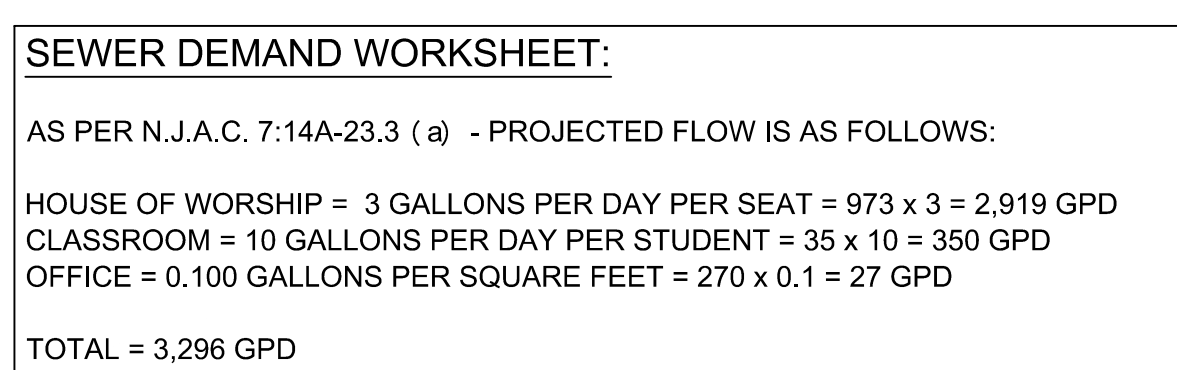 SEWER DEMAND WORKSHEET:
AS PER N.J.A.C. 7:14A-23.3 (a) - PROJECTED FLOW IS AS FOLLOWS:
HOUSE OF WORSHIP = 3 GALLONS PER DAY PER SEAT = 973 x 3 = 2,919 GPD
CLASSROOM = 10 GALLONS PER DAY PER STUDENT = 35 x 10 = 350 GPD
OFFICE = 0.100 GALLONS PER SQUARE FEET = 270 x 0.1 = 27 GPD
TOTAL = 3,296 GPD